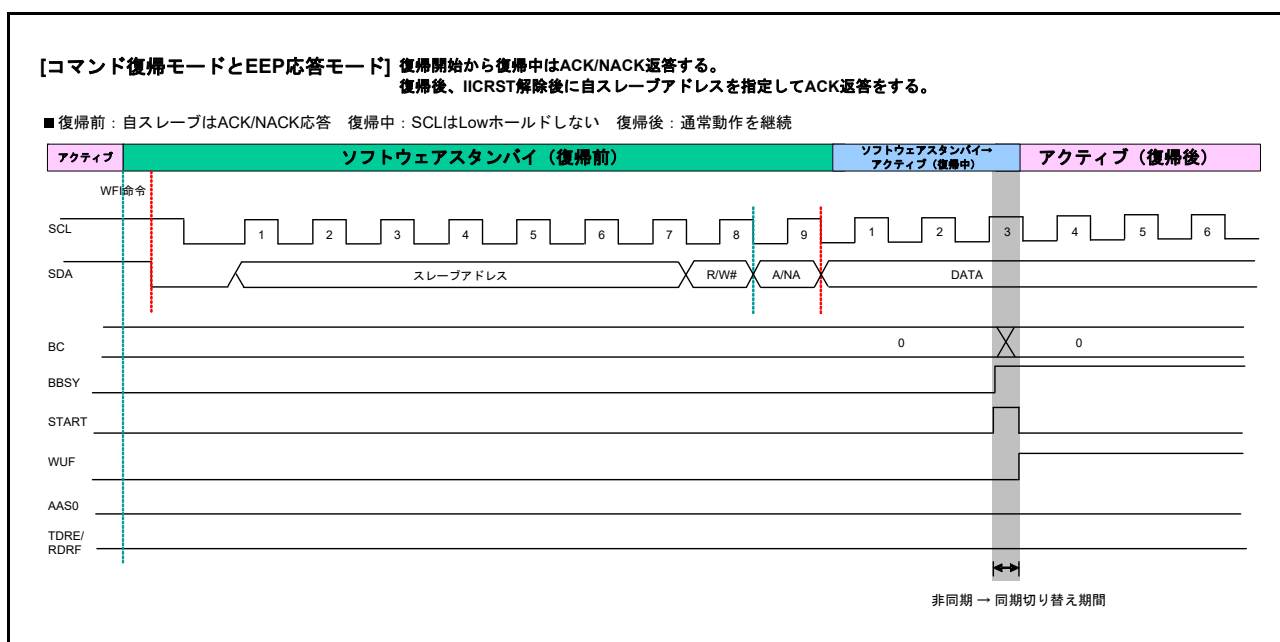 [コマンド復帰モードとEEP応答モード] 復帰開始から復帰中はACK/NACK返答する。
復帰後、IICRST解除後に自スレーブアドレスを指定してACK返答をする。
■復帰前：自スレーブはACK/NACK応答　復帰中：SCLはLowホールドしない　復帰後：通常動作を継続
アクティブ
ソフトウェアスタンバイ（復帰前）
ソフトウェアスタンバイ→
アクティブ（復帰中）
アクティブ（復帰後）
WFI命令
SCL 1 2 3 4 5 6 7 8 9 1 2 3 4 5 6
SDA スレーブアドレス R/W# A/NA DATA
BC 0 0
BBSY
START
WUF
AAS0
TDRE/
RDRF
非同期 → 同期切り替え期間